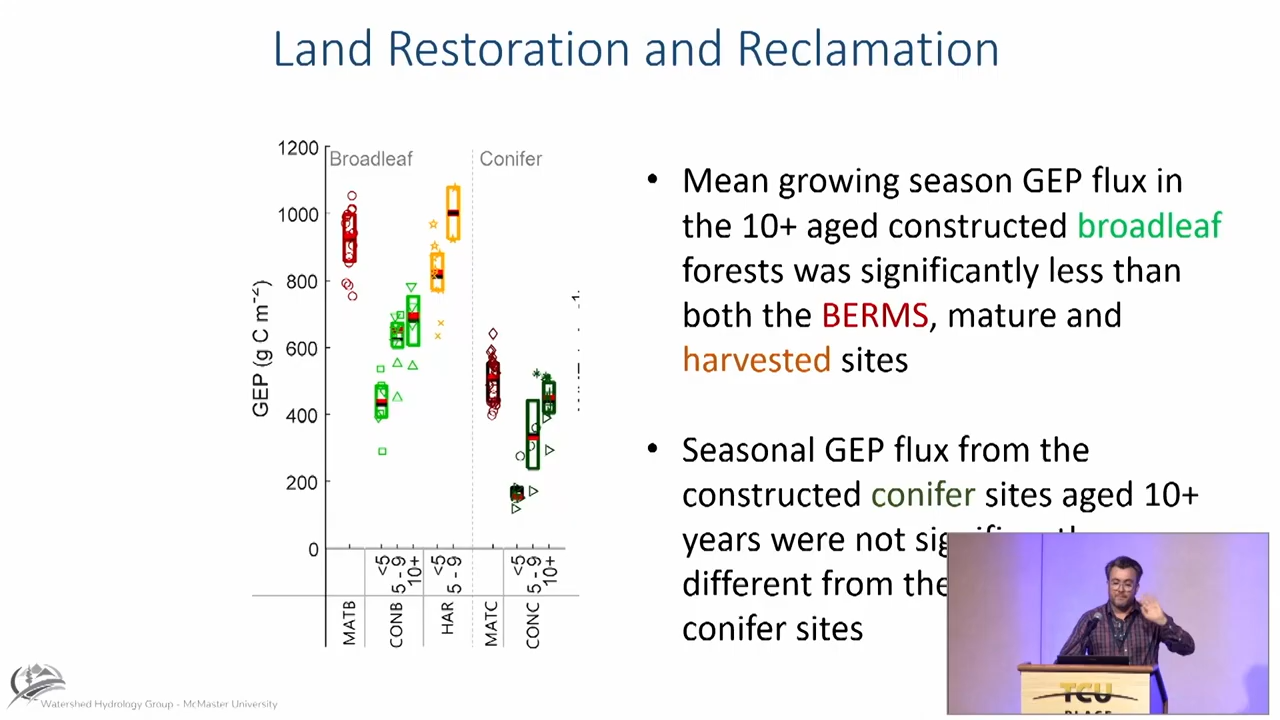 Land Restoration and Reclamation
1200
1000
800
600
400
200
0
GEP (g C m⁻²)
Broadleaf
Conifer
<5
5 - 9
10+
<5
5 - 9
<5
5 - 9
10+
MATB
CONB
HAR
MATC
CONC
• Mean growing season GEP flux in
the 10+ aged constructed broadleaf
forests was significantly less than
both the BERMS, mature and
harvested sites
• Seasonal GEP flux from the
constructed conifer sites aged 10+
years were not
different from the
conifer sites
TCU
PLACE
Watershed Hydrology Group - McMaster University